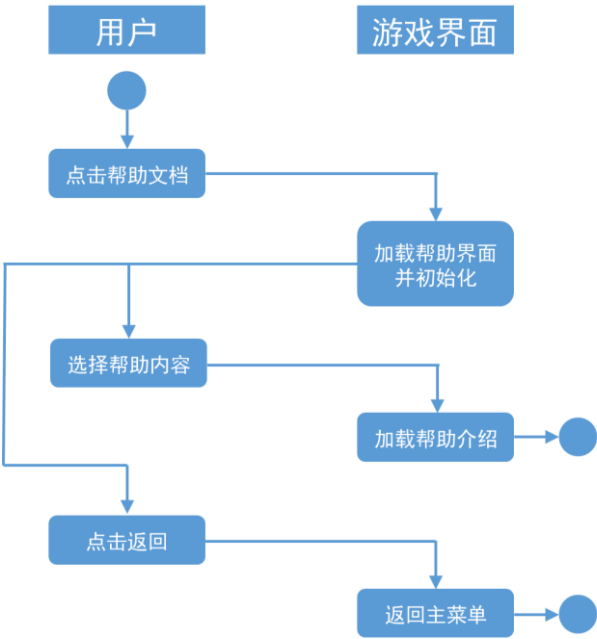 用户
游戏界面
点击帮助文档
加载帮助界面
并初始化
选择帮助内容
加载帮助介绍
点击返回
返回主菜单